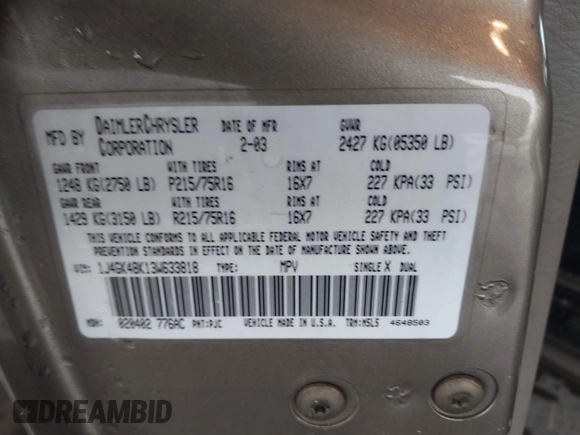 MFD BY DAIMLERCHRYSLER CORPORATION DATE OF MFR 2-03 GVWR 2427 KG(05350 LB)
GAWR FRONT WITH TIRES RIMS AT COLD
1248 KG(2750 LB) P215/75R16 16X7 227 KPA(33 PSI)
GAWR REAR WITH TIRES RIMS AT COLD
1429 KG(3150 LB) R215/75R16 16X7 227 KPA(33 PSI)
THIS VEHICLE CONFORMS TO ALL APPLICABLE FEDERAL MOTOR VEHICLE SAFETY AND THEFT
PREVENTION STANDARDS IN EFFECT ON THE DATE OF MANUFACTURE SHOWN ABOVE.
VIN: 1J4GK48K13W633818 TYPE: MPV SINGLE X DUAL
MDH: 020402 776AC PNT:PJC VEHICLE MADE IN U.S.A. TRM:MSL5 4648503
DREAMBID